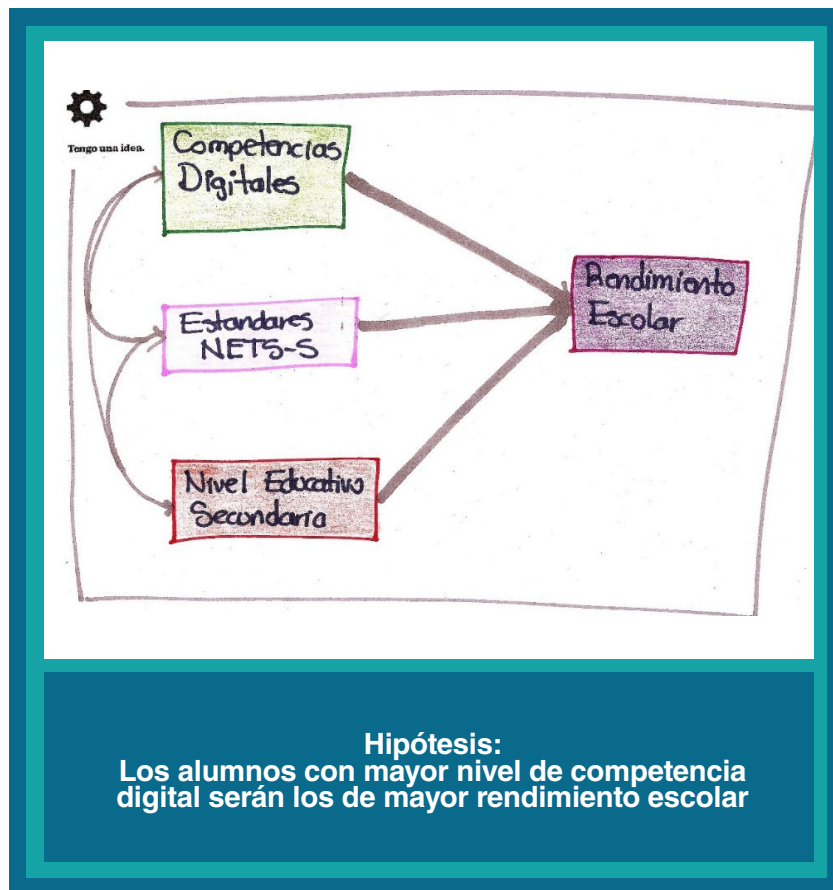 Tengo una idea.
Competencias
Digitales
Estandares
NETS-S
Nivel Educativo
Secundaria
Rendimiento
Escolar
Hipótesis:
Los alumnos con mayor nivel de competencia
digital serán los de mayor rendimiento escolar